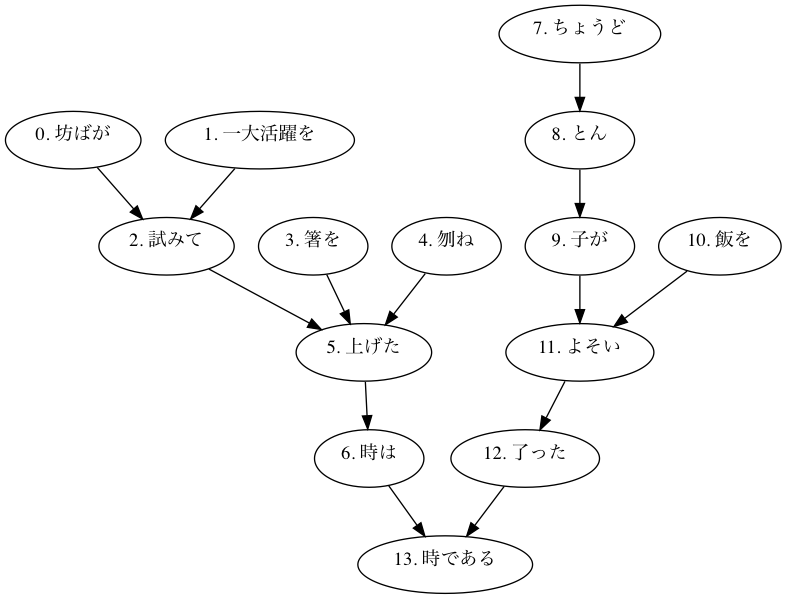 7. ちょうど
0. 坊ばが
1. 一大活躍を
8. とん
2. 試みて
3. 箸を
4. 刎ね
9. 子が
10. 飯を
5. 上げた
11. よそい
6. 時は
12. 了った
13. 時である